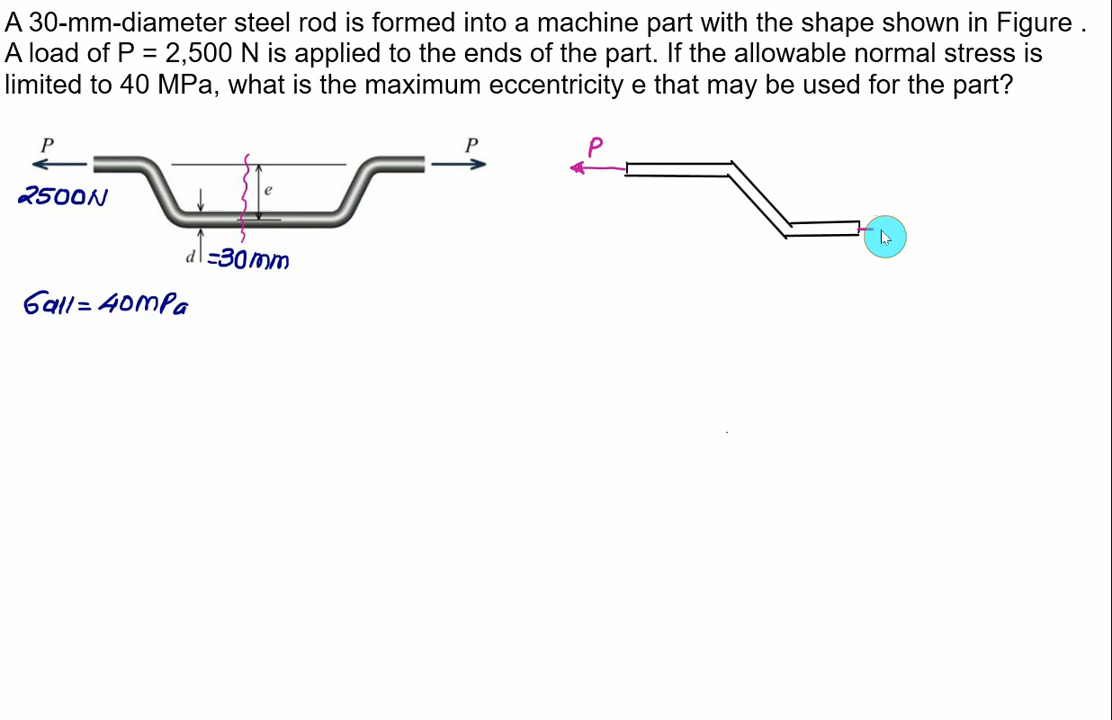 A 30-mm-diameter steel rod is formed into a machine part with the shape shown in Figure .
A load of P = 2,500 N is applied to the ends of the part. If the allowable normal stress is
limited to 40 MPa, what is the maximum eccentricity e that may be used for the part?
P
P
P
2500N
e
d =30mm
6all = 40MPa